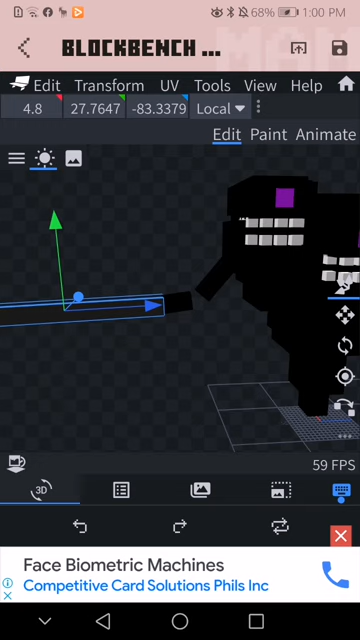 68% 1:00 PM
BLOCKBENCH ...
Edit Transform UV Tools View Help
4.8 27.7647 -83.3379 Local
Edit Paint Animate
59 FPS
3D
Face Biometric Machines
Competitive Card Solutions Phils Inc